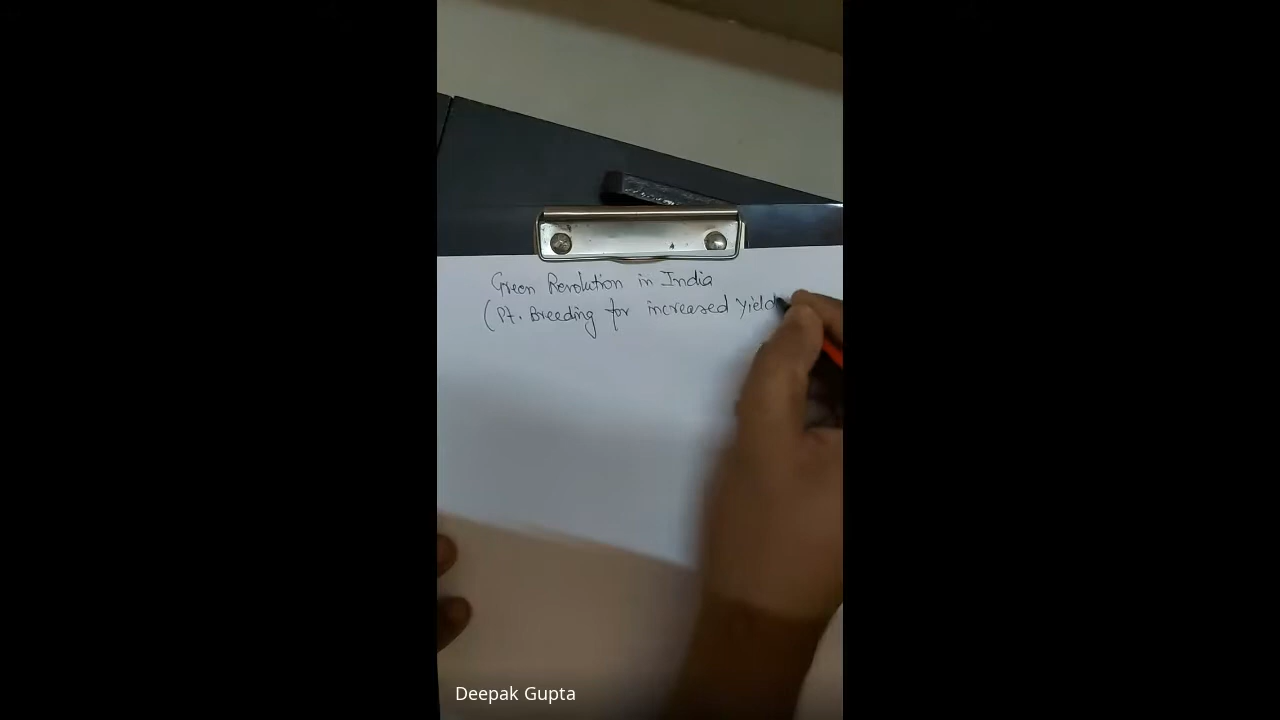 Green Revolution in India
(Pt. Breeding for increased Yield
Deepak Gupta